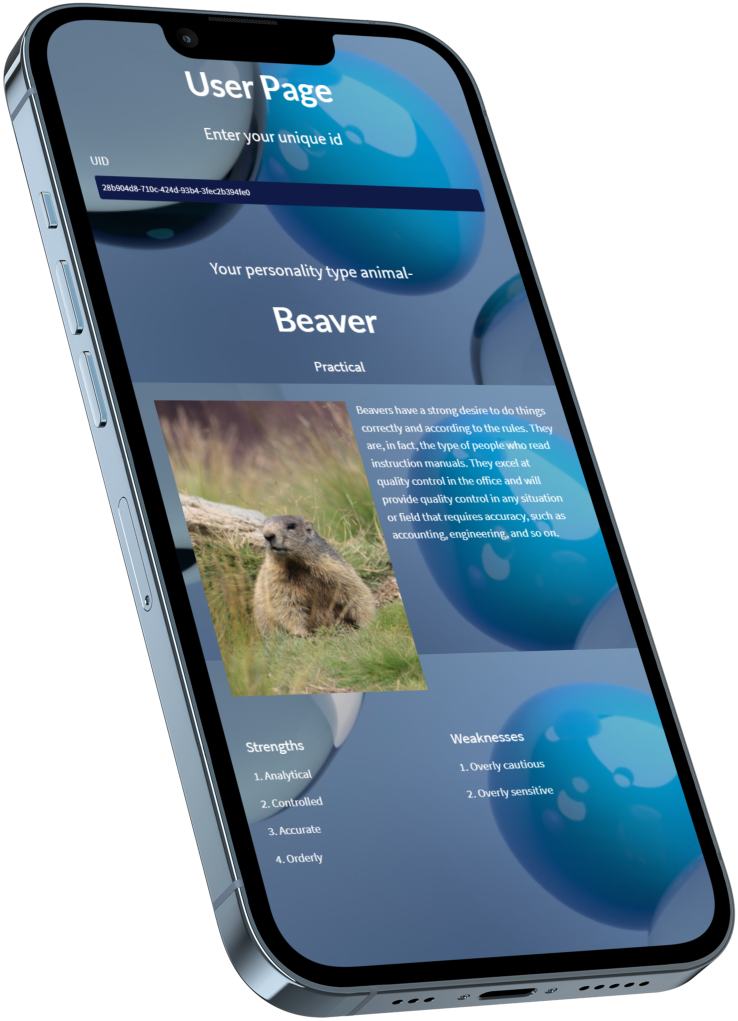 User Page
Enter your unique id
UID
28b904d8-710c-424d-93b4-3fec2b394fe0
Your personality type animal-
Beaver
Practical
Beavers have a strong desire to do things
correctly and according to the rules. They
are, in fact, the type of people who read
instruction manuals. They excel at
quality control in the office and will
provide quality control in any situation
or field that requires accuracy, such as
accounting, engineering, and so on.
Strengths
1. Analytical
2. Controlled
3. Accurate
4. Orderly
Weaknesses
1. Overly cautious
2. Overly sensitive